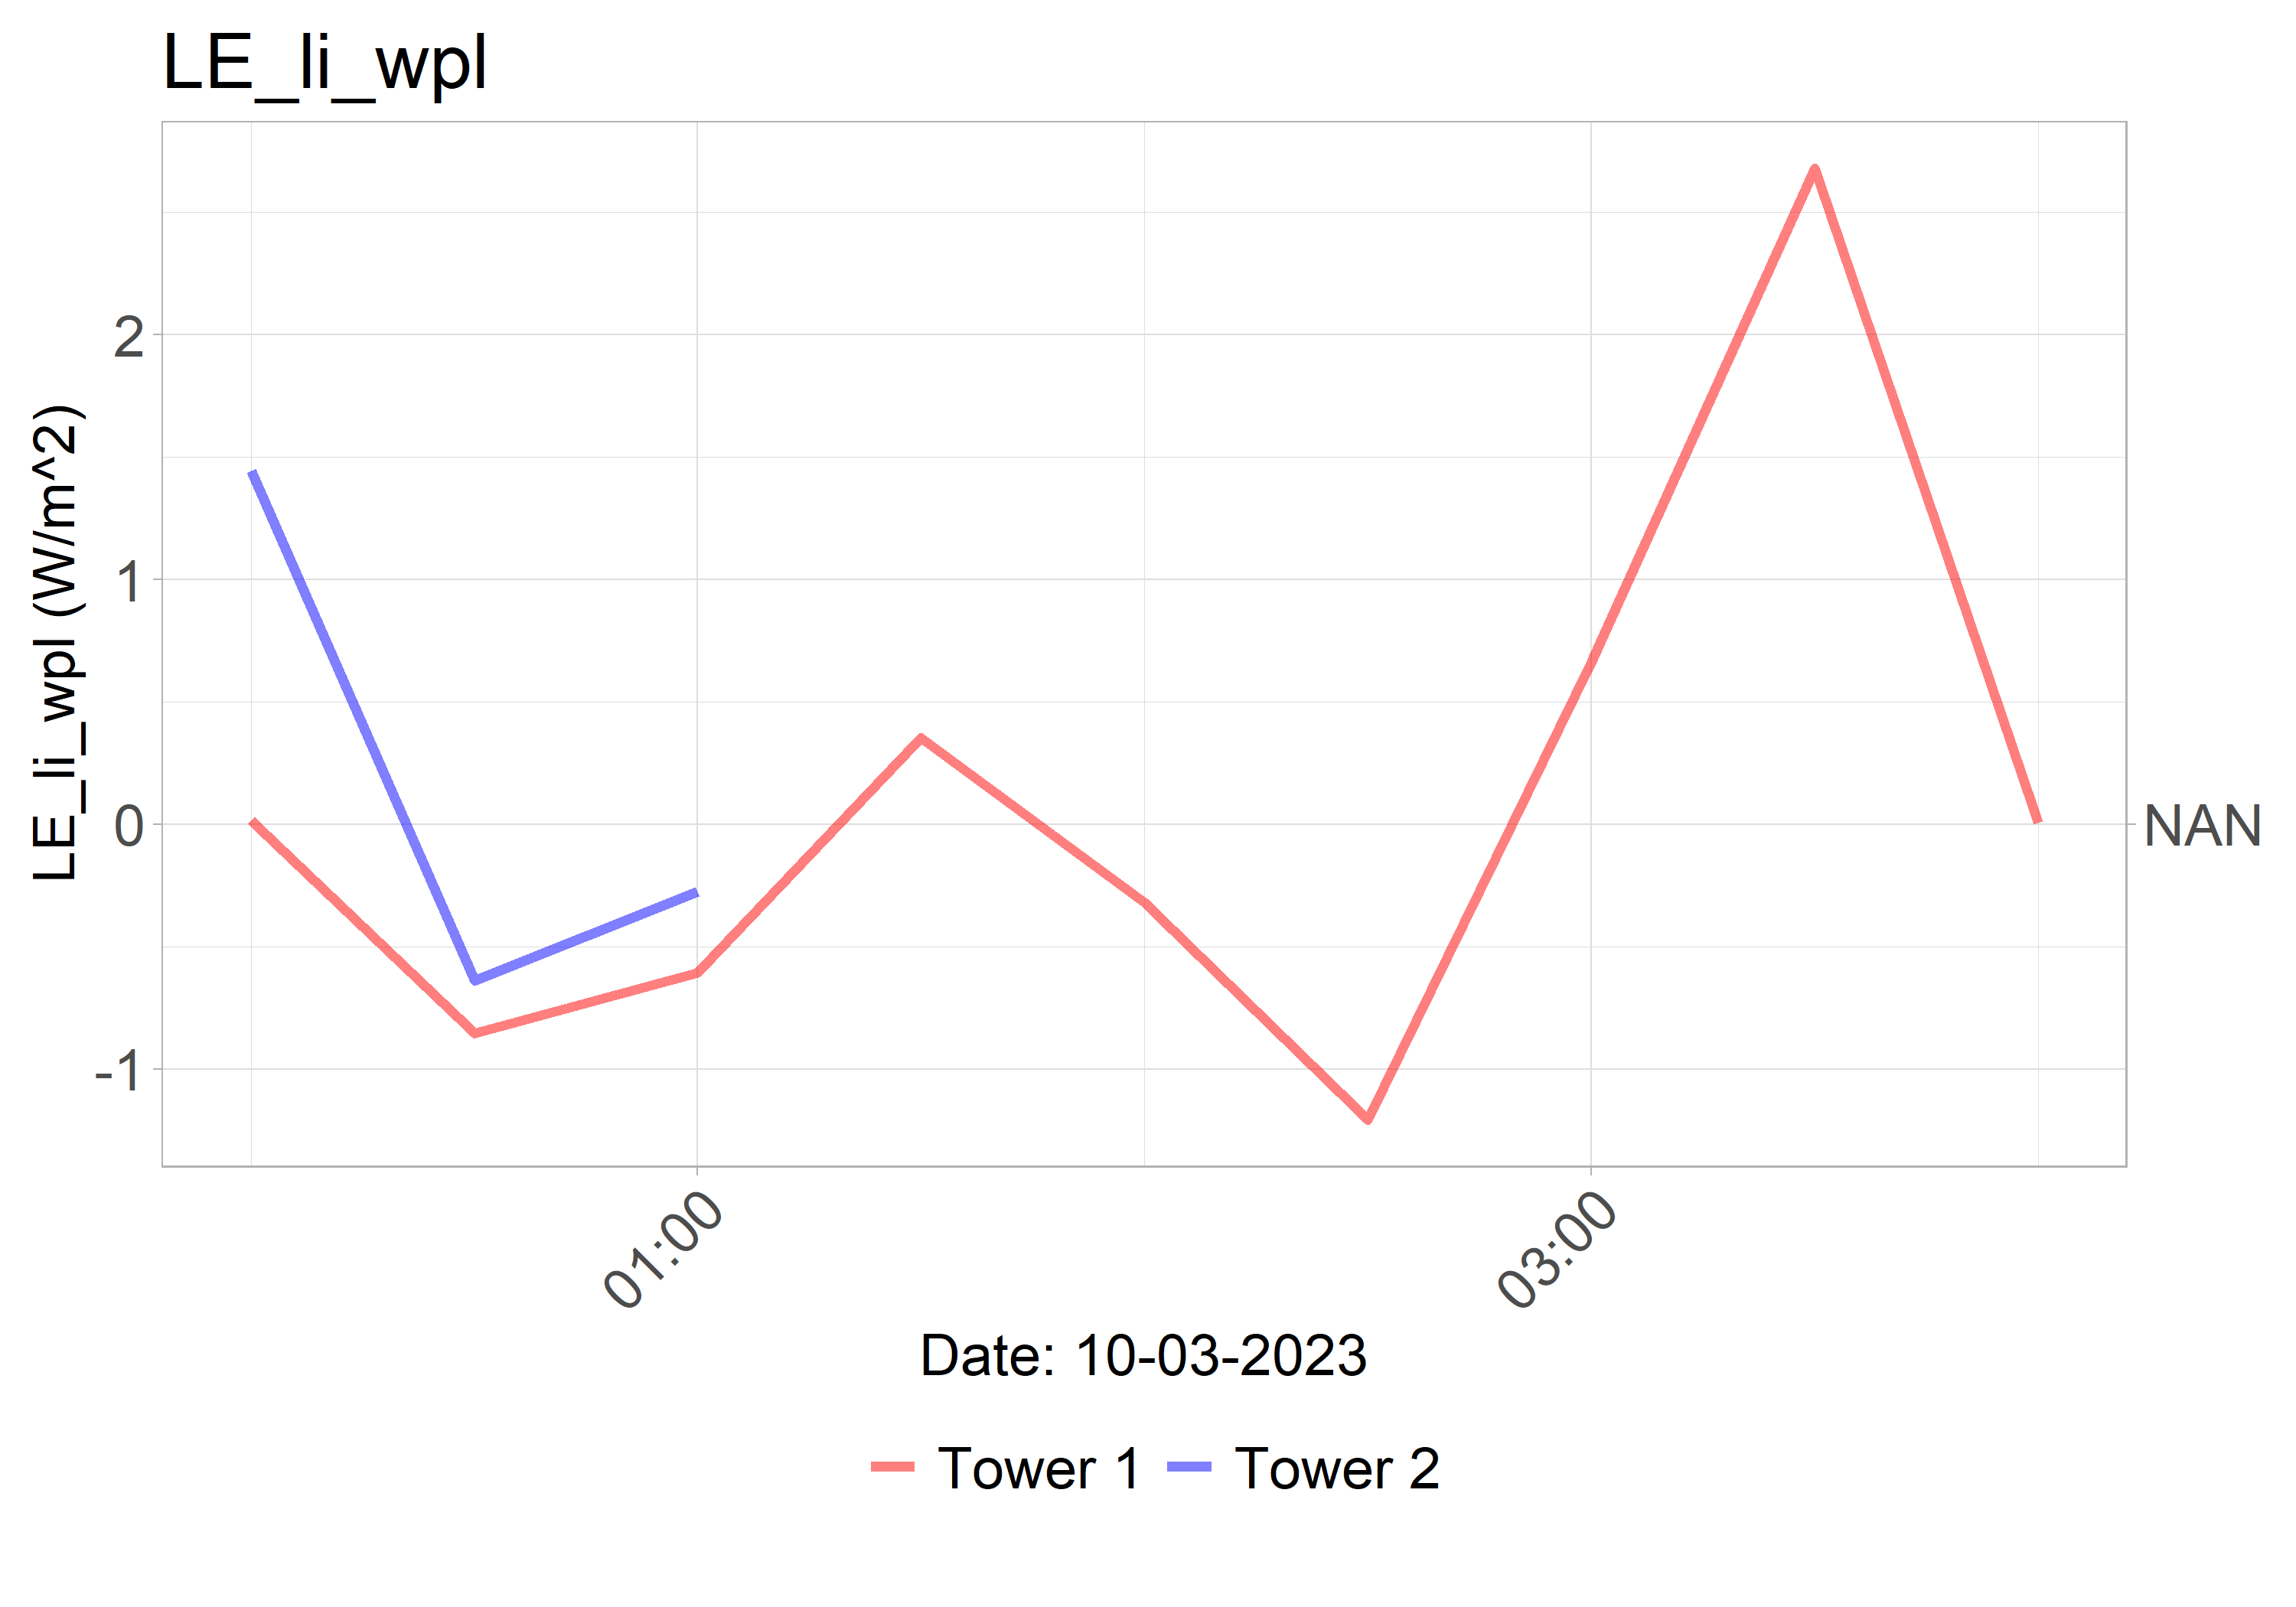 LE_li_wpl
LE_li_wpl (W/m^2)
2
1
0
-1
NAN
01:00
03:00
Date: 10-03-2023
Tower 1
Tower 2